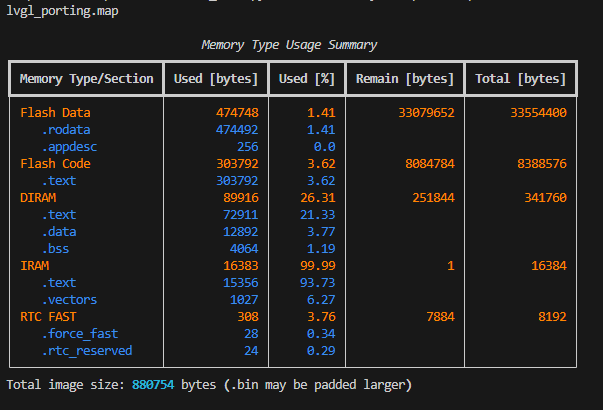 lvgl_porting.map
Memory Type Usage Summary
Memory Type/Section Used [bytes] Used [%] Remain [bytes] Total [bytes]
Flash Data 474748 1.41 33079652 33554400
.rodata 474492 1.41
.appdesc 256 0.0
Flash Code 303792 3.62 8084784 8388576
.text 303792 3.62
DIRAM 89916 26.31 251844 341760
.text 72911 21.33
.data 12892 3.77
.bss 4064 1.19
IRAM 16383 99.99 1 16384
.text 15356 93.73
.vectors 1027 6.27
RTC FAST 308 3.76 7884 8192
.force_fast 28 0.34
.rtc_reserved 24 0.29
Total image size: 880754 bytes (.bin may be padded larger)